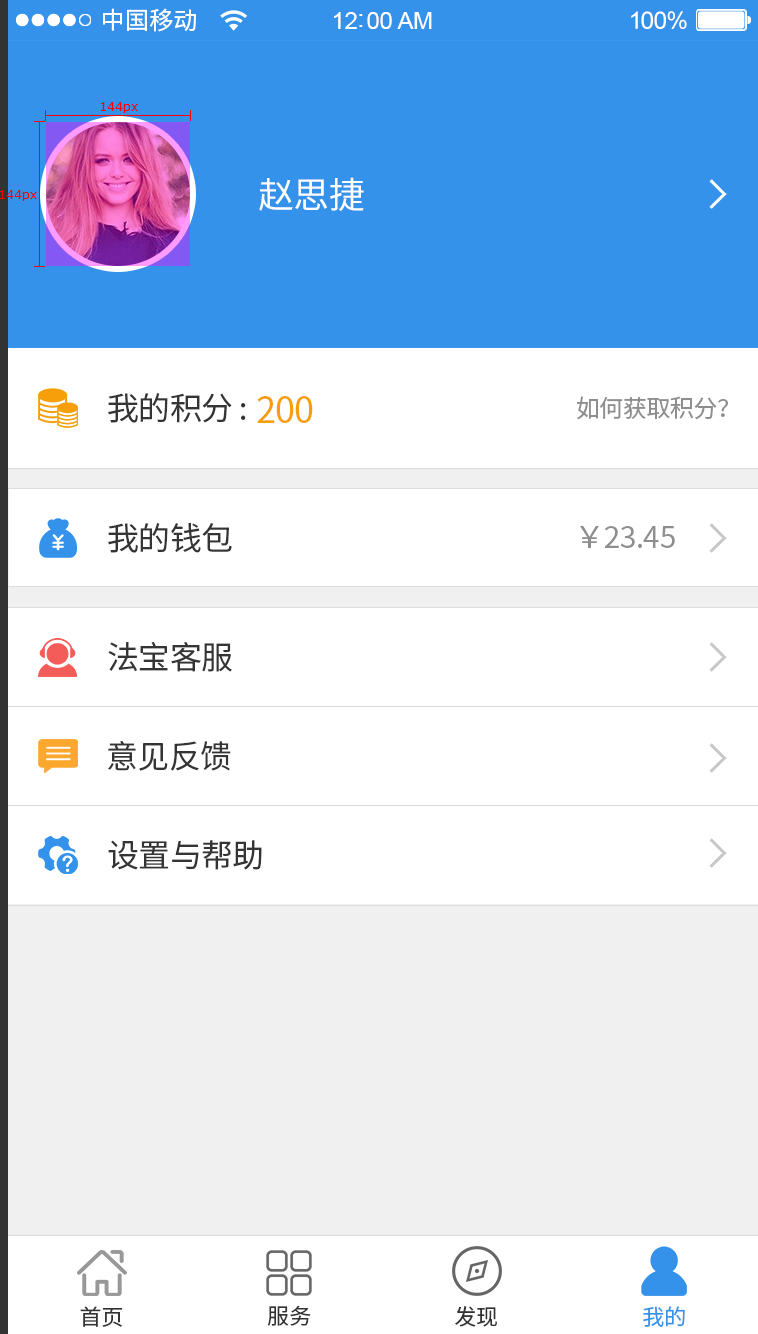 中国移动 12:00 AM 100%
144px
144px
赵思捷
我的积分 : 200 如何获取积分?
我的钱包 ￥23.45
法宝客服
意见反馈
设置与帮助
首页 服务 发现 我的